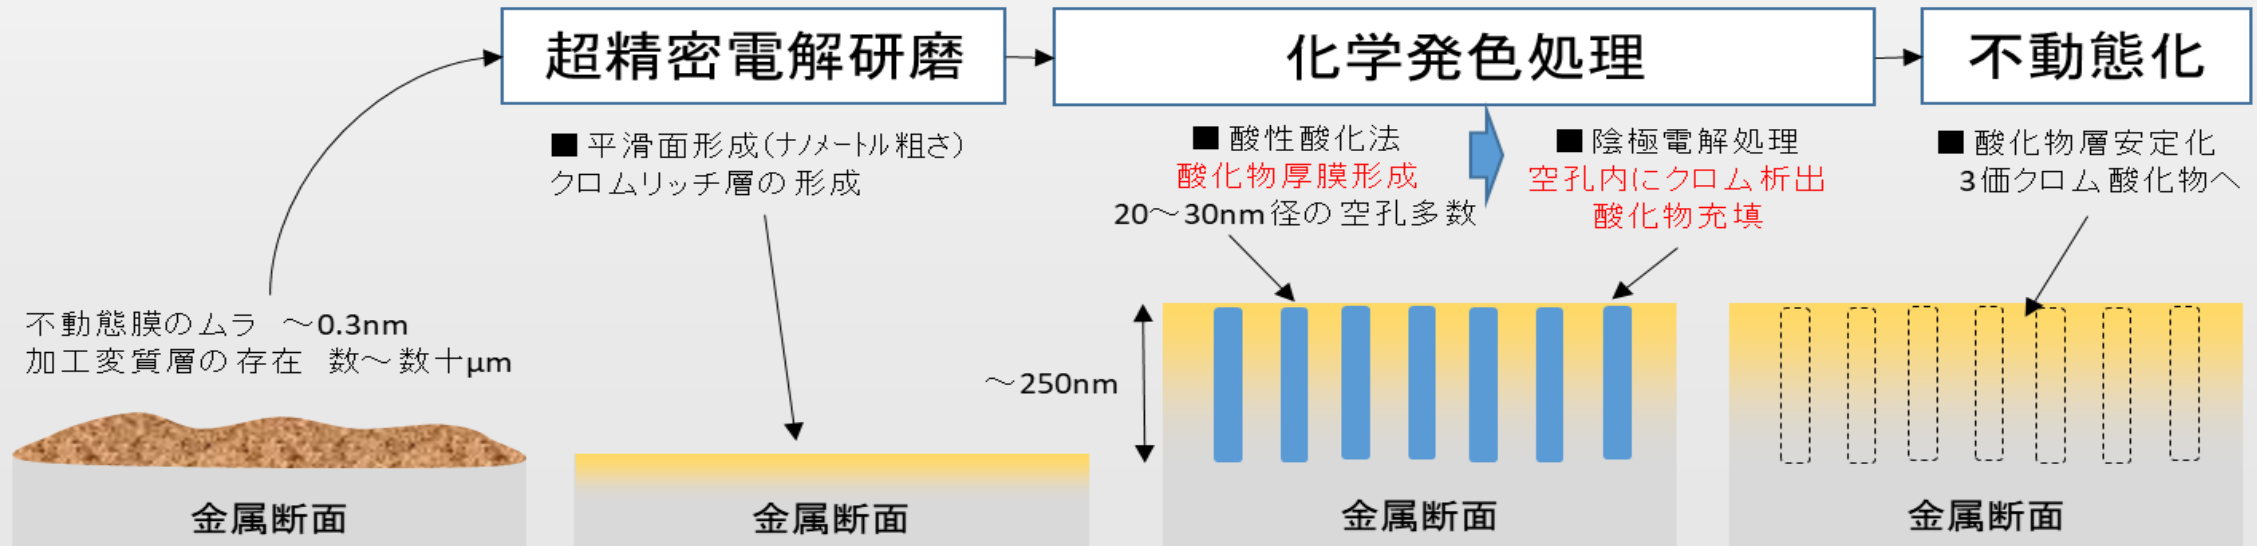 超精密電解研磨
化学発色処理
不動態化
■ 平滑面形成(ナノメートル粗さ)
クロムリッチ層の形成
■ 酸性酸化法
酸化物厚膜形成
20～30nm径の空孔多数
■ 陰極電解処理
空孔内にクロム析出
酸化物充填
■ 酸化物層安定化
3価クロム酸化物へ
不動態膜のムラ ～0.3nm
加工変質層の存在 数～数十μm
～250nm
金属断面
金属断面
金属断面
金属断面